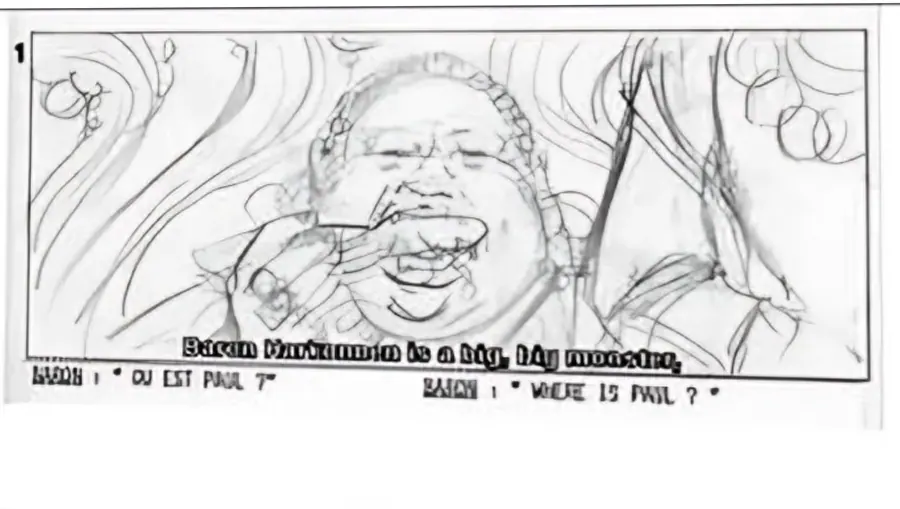 1
Baron Harkonnen is a big, big monster.
BARON : " OU EST PAUL ?"
BARON : " WHERE IS PAUL ? "